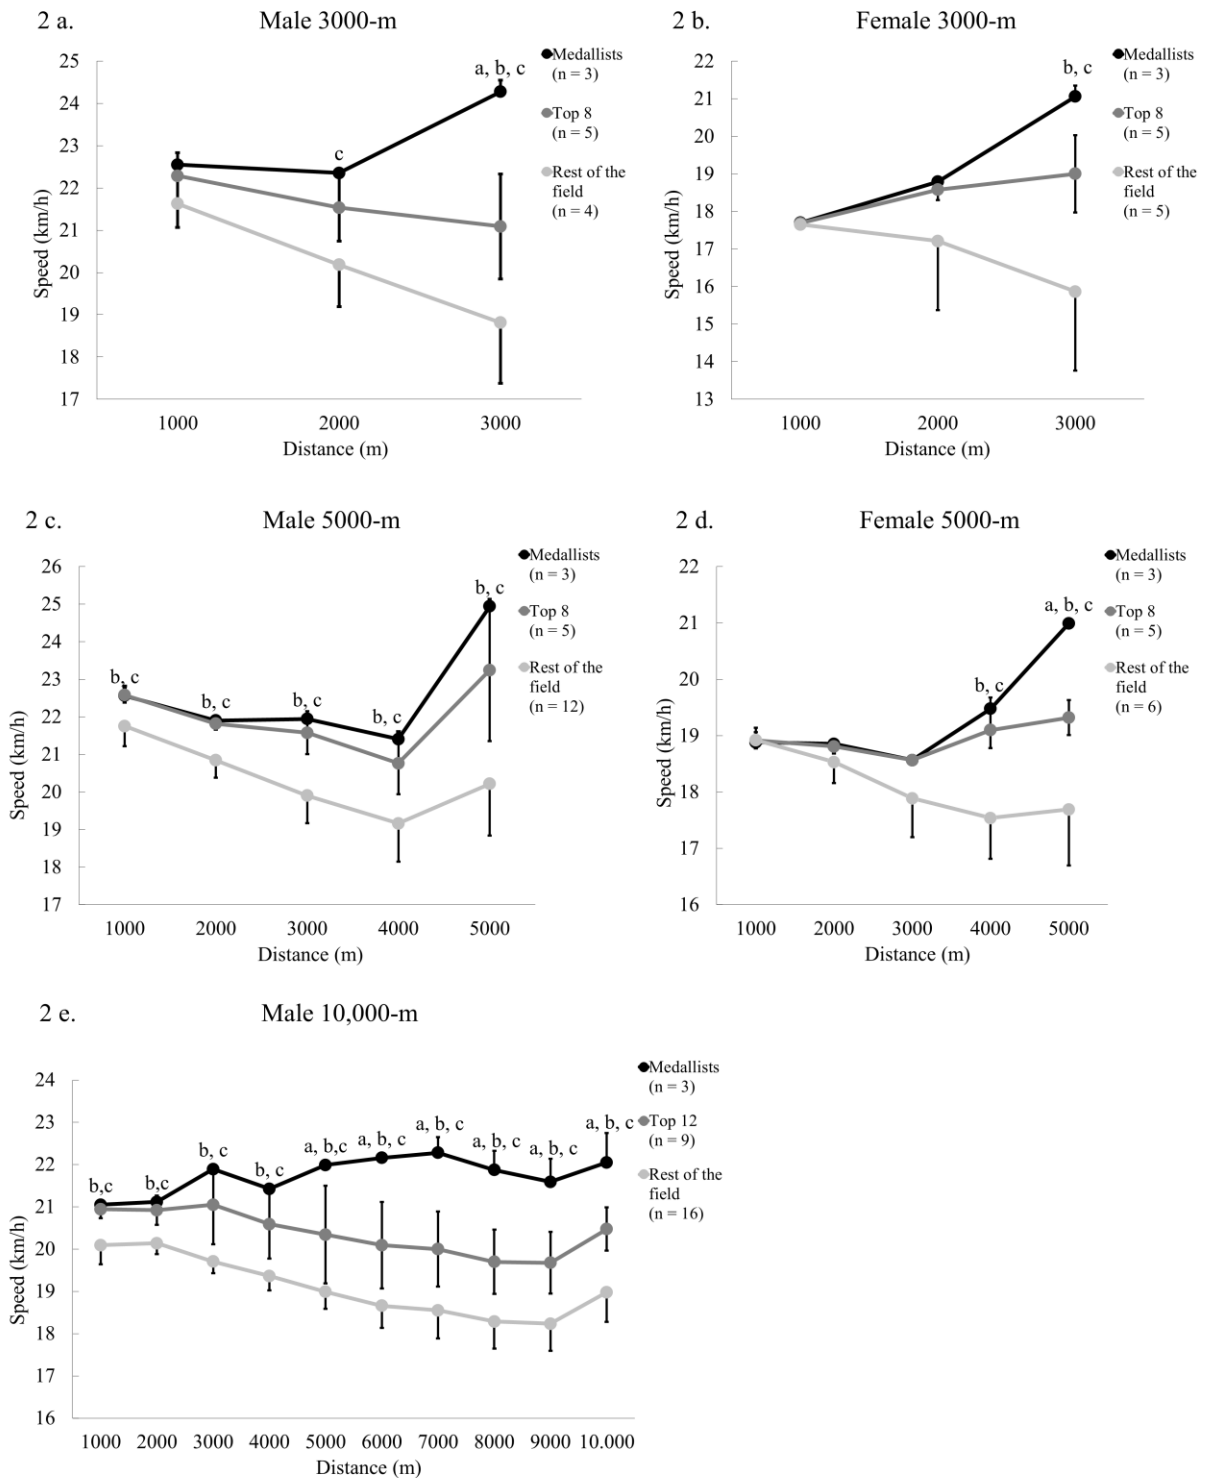 2 a.
Male 3000-m
25
24
23
22
21
20
19
18
17
Speed (km/h)
c
a, b, c
1000
2000
3000
Distance (m)
Medallists
(n = 3)
Top 8
(n = 5)
Rest of the
field
(n = 4)
2 b.
Female 3000-m
22
21
20
19
18
17
16
15
14
13
Speed (km/h)
b, c
1000
2000
3000
Distance (m)
Medallists
(n = 3)
Top 8
(n = 5)
Rest of the
field
(n = 5)
2 c.
Male 5000-m
26
25
24
23
22
21
20
19
18
17
Speed (km/h)
b, c
b, c
b, c
b, c
b, c
1000
2000
3000
4000
5000
Distance (m)
Medallists
(n = 3)
Top 8
(n = 5)
Rest of the
field
(n = 12)
2 d.
Female 5000-m
22
21
20
19
18
17
16
Speed (km/h)
b, c
a, b, c
1000
2000
3000
4000
5000
Distance (m)
Medallists
(n = 3)
Top 8
(n = 5)
Rest of the
field
(n = 6)
2 e.
Male 10,000-m
24
23
22
21
20
19
18
17
16
Speed (km/h)
b,c
b, c
b, c
b, c
a, b,c
a, b, c
a, b, c
a, b, c
a, b, c
a, b, c
1000
2000
3000
4000
5000
6000
7000
8000
9000
10.000
Distance (m)
Medallists
(n = 3)
Top 12
(n = 9)
Rest of the
field
(n = 16)